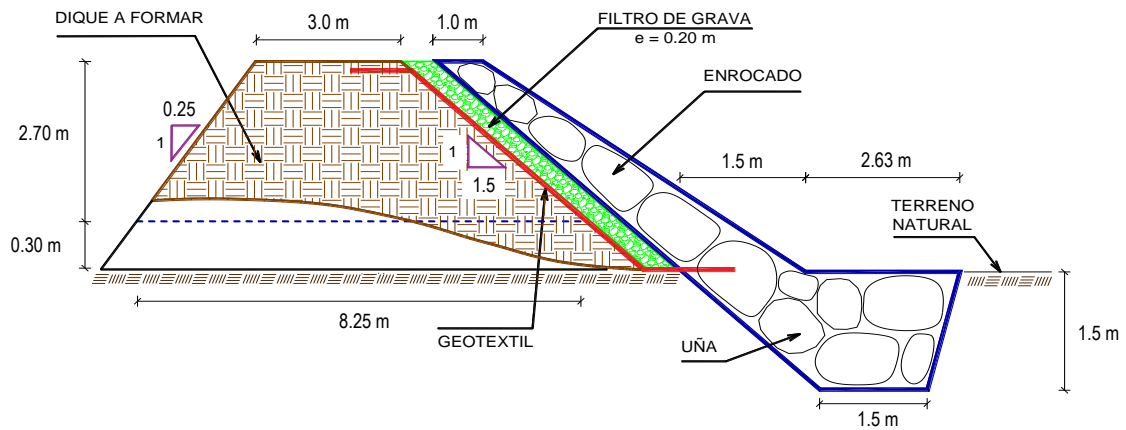 DIQUE A FORMAR
3.0 m
1.0 m
FILTRO DE GRAVA
e = 0.20 m
ENROCADO
0.25
1
2.70 m
1
1.5
1.5 m
2.63 m
TERRENO
NATURAL
0.30 m
8.25 m
GEOTEXTIL
UÑA
1.5 m
1.5 m